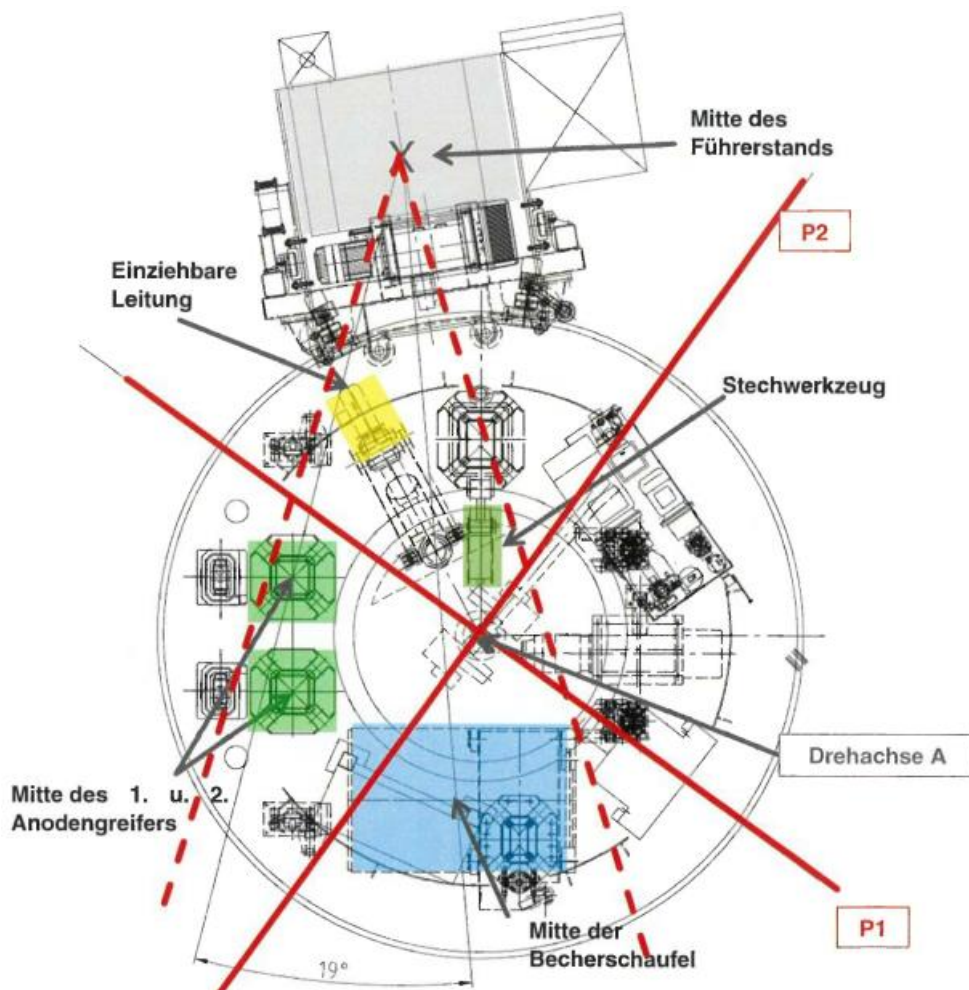 Mitte des
Führerstands
P2
Einziehbare
Leitung
Stechwerkzeug
Drehachse A
Mitte des 1. u. 2.
Anodengreifers
P1
Mitte der
Becherschaufel
19°